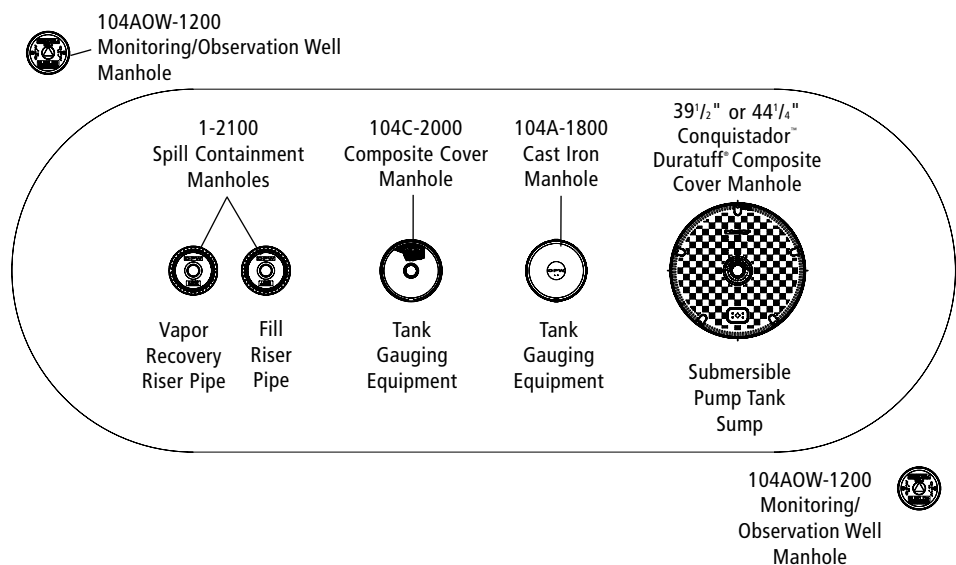 104AOW-1200
Monitoring/Observation Well
Manhole
1-2100
Spill Containment
Manholes
104C-2000
Composite Cover
Manhole
104A-1800
Cast Iron
Manhole
39¹/₂" or 44¹/₄"
Conquistador™
Duratuff® Composite
Cover Manhole
Vapor
Recovery
Riser Pipe
Fill
Riser
Pipe
Tank
Gauging
Equipment
Tank
Gauging
Equipment
Submersible
Pump Tank
Sump
104AOW-1200
Monitoring/
Observation Well
Manhole